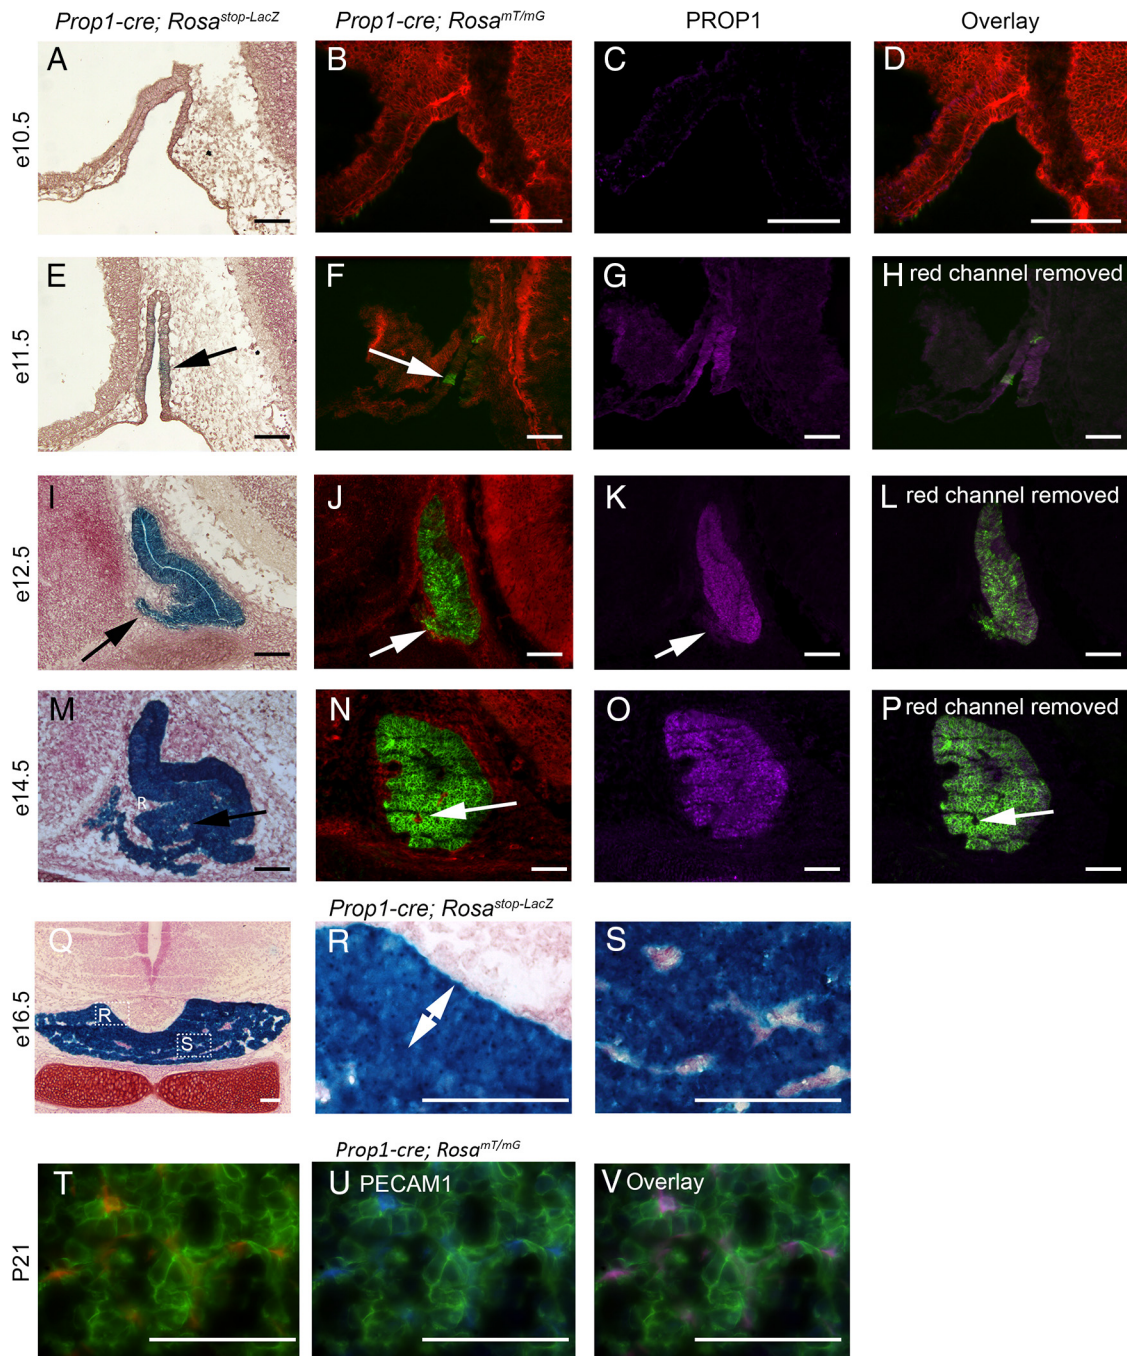 Prop1-cre; Rosa^stop-LacZ Prop1-cre; Rosa^mT/mG PROP1 Overlay
e10.5
A B C D
e11.5
E F G H red channel removed
e12.5
I J K L red channel removed
e14.5
M N O P red channel removed
R
Prop1-cre; Rosa^stop-LacZ
e16.5
Q R S
R
S
Prop1-cre; Rosa^mT/mG
P21
T U PECAM1 V Overlay